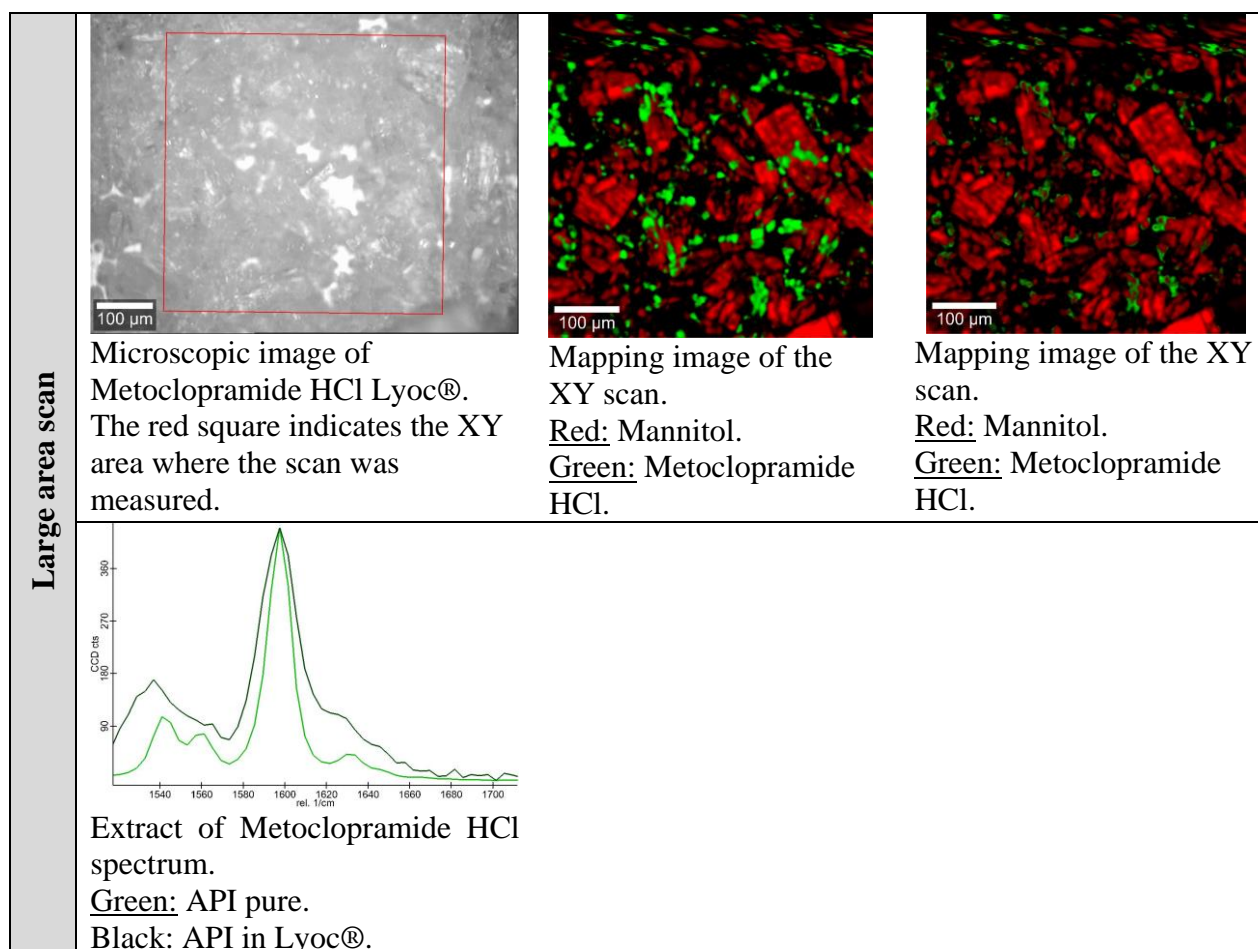 Large area scan
100 µm
Microscopic image of
Metoclopramide HCl Lyoc®.
The red square indicates the XY
area where the scan was
measured.
100 µm
Mapping image of the
XY scan.
Red: Mannitol.
Green: Metoclopramide
HCl.
100 µm
Mapping image of the XY
scan.
Red: Mannitol.
Green: Metoclopramide
HCl.
CCD cts
360
270
180
90
1540 1560 1580 1600 1620 1640 1660 1680 1700
rel. 1/cm
Extract of Metoclopramide HCl
spectrum.
Green: API pure.
Black: API in Lyoc®.